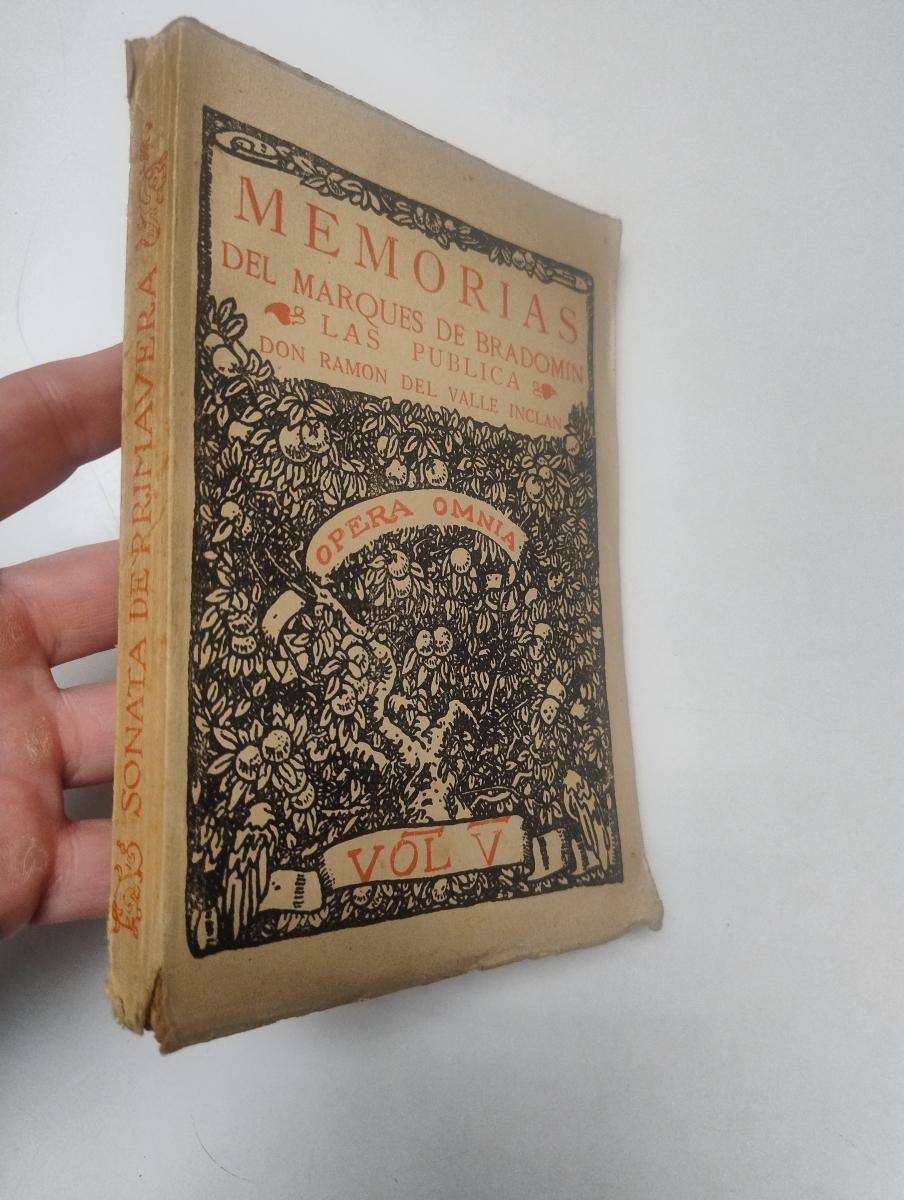 MEMORIAS
DEL MARQUES DE BRADOMIN
LAS PUBLICA
DON RAMON DEL VALLE INCLAN
OPERA OMNIA
VOL V
SONATA DE PRIMAVERA